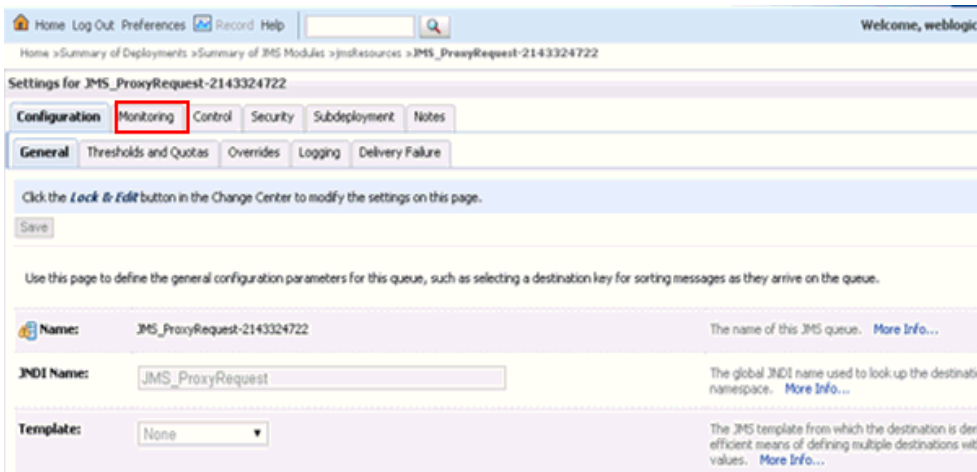 Home Log Out Preferences Record Help Welcome, weblogic
Home >Summary of Deployments >Summary of JMS Modules >jmsResources >JMS_ProxyRequest-2143324722
Settings for JMS_ProxyRequest-2143324722
Configuration Monitoring Control Security Subdeployment Notes
General Thresholds and Quotas Overrides Logging Delivery Failure
Click the Lock & Edit button in the Change Center to modify the settings on this page.
Save
Use this page to define the general configuration parameters for this queue, such as selecting a destination key for sorting messages as they arrive on the queue.
Name: JMS_ProxyRequest-2143324722 The name of this JMS queue. More Info...
JNDI Name: JMS_ProxyRequest The global JNDI name used to look up the destinati
namespace. More Info...
Template: None The JMS template from which the destination is der
efficient means of defining multiple destinations wit
values. More Info...